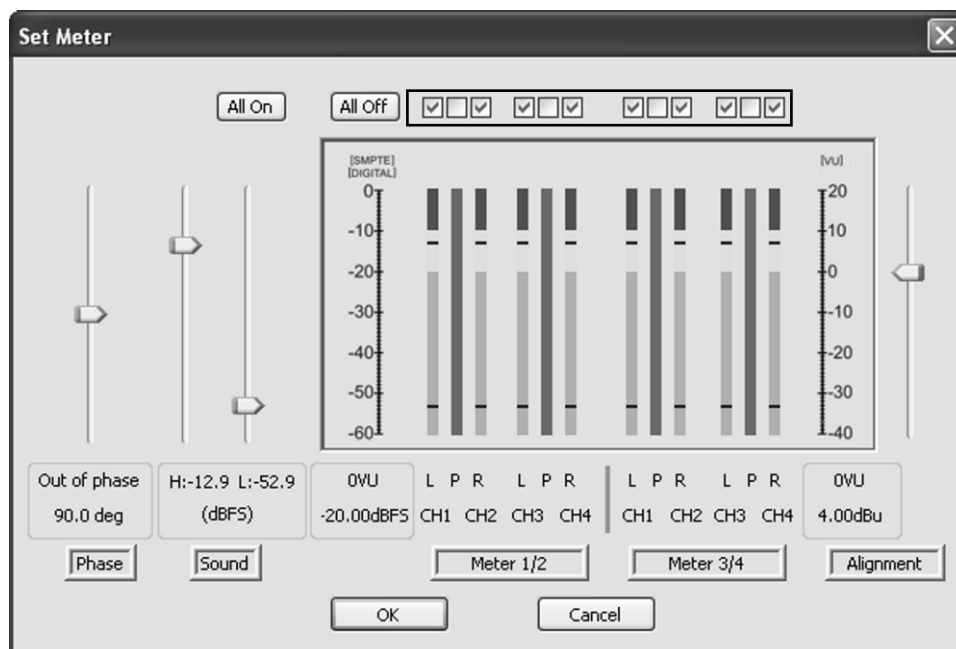 Set Meter
All On All Off
[SMPTE] [VU]
[DIGITAL]
0 20
-10 10
-20 0
-30 -10
-40 -20
-50 -30
-60 -40
Out of phase H:-12.9 L:-52.9 0VU L P R L P R L P R L P R 0VU
90.0 deg (dBFS) -20.00dBFS CH1 CH2 CH3 CH4 CH1 CH2 CH3 CH4 4.00dBu
Phase Sound Meter 1/2 Meter 3/4 Alignment
OK Cancel